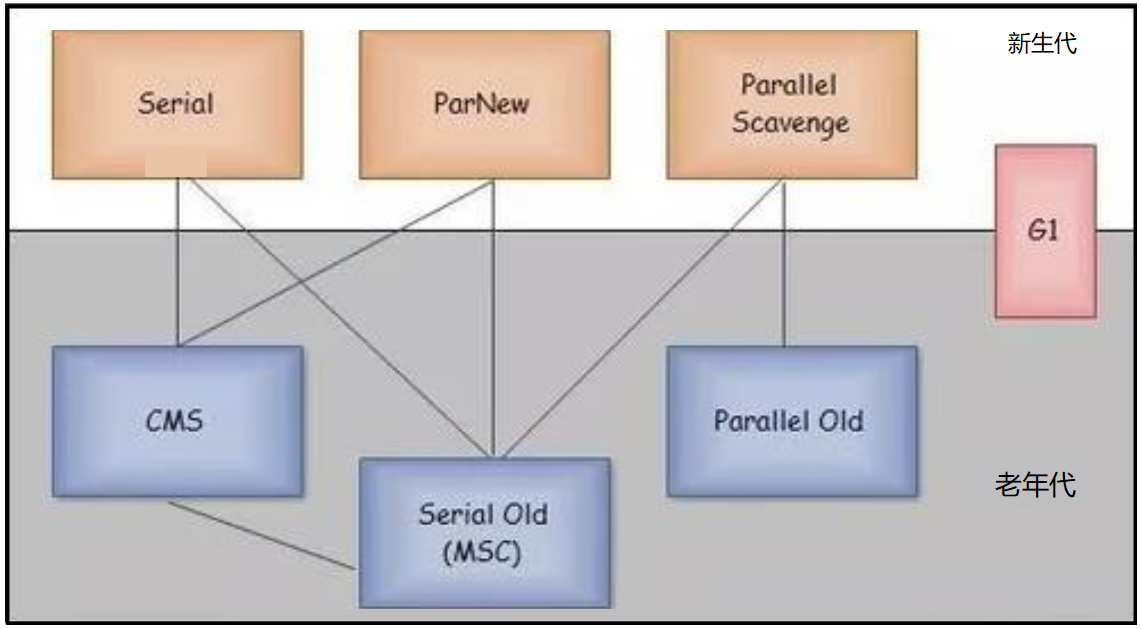 新生代
Serial
ParNew
Parallel
Scavenge
G1
CMS
Parallel Old
老年代
Serial Old
(MSC)